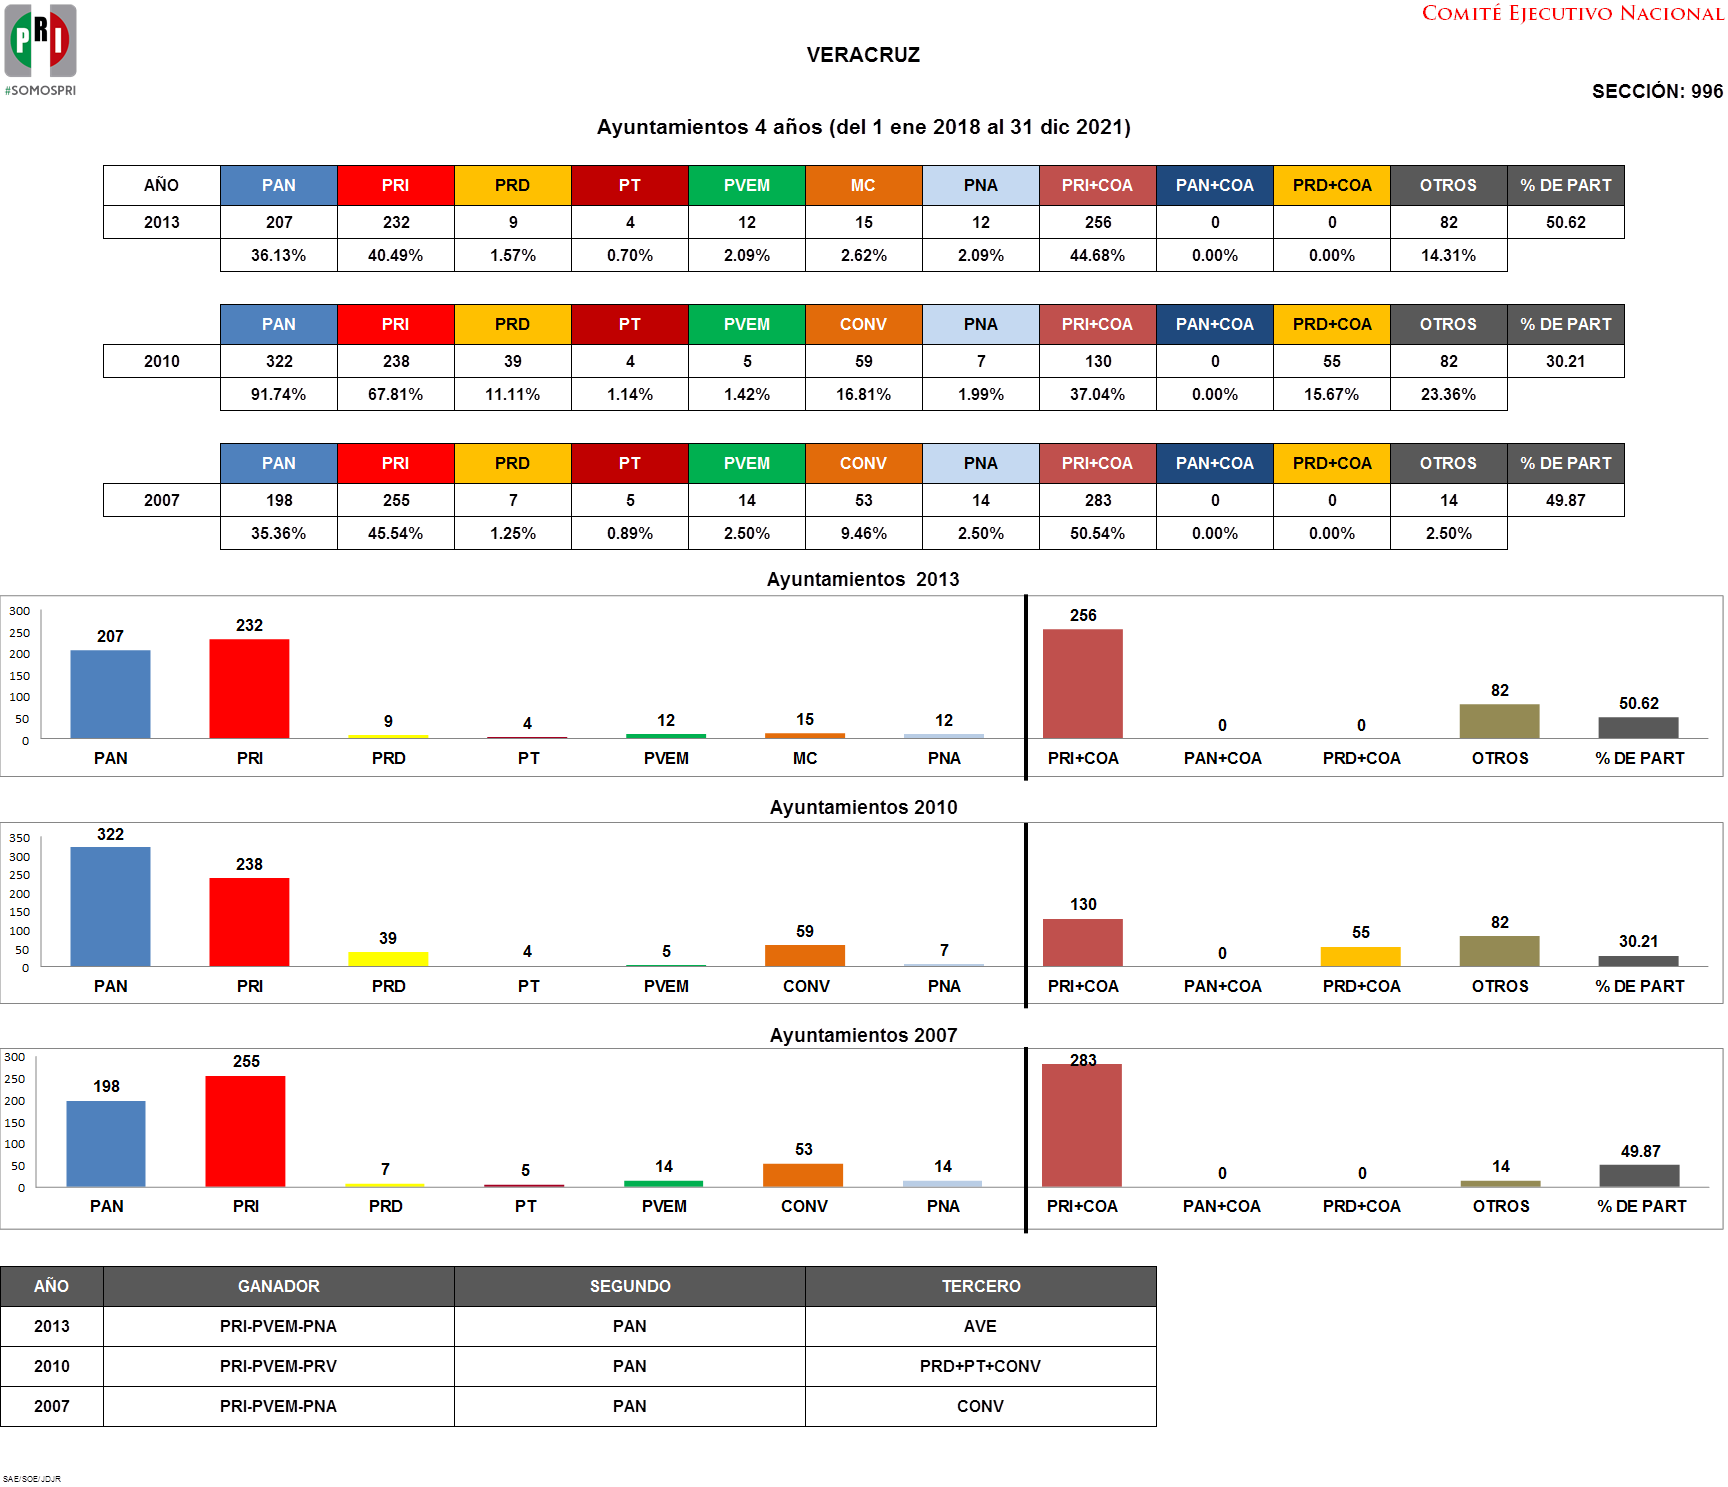 PRI
#SOMOSPRI
COMITÉ EJECUTIVO NACIONAL
VERACRUZ
SECCIÓN: 996
Ayuntamientos 4 años (del 1 ene 2018 al 31 dic 2021)
AÑO PAN PRI PRD PT PVEM MC PNA PRI+COA PAN+COA PRD+COA OTROS % DE PART
2013 207 232 9 4 12 15 12 256 0 0 82 50.62
36.13% 40.49% 1.57% 0.70% 2.09% 2.62% 2.09% 44.68% 0.00% 0.00% 14.31%
PAN PRI PRD PT PVEM CONV PNA PRI+COA PAN+COA PRD+COA OTROS % DE PART
2010 322 238 39 4 5 59 7 130 0 55 82 30.21
91.74% 67.81% 11.11% 1.14% 1.42% 16.81% 1.99% 37.04% 0.00% 15.67% 23.36%
PAN PRI PRD PT PVEM CONV PNA PRI+COA PAN+COA PRD+COA OTROS % DE PART
2007 198 255 7 5 14 53 14 283 0 0 14 49.87
35.36% 45.54% 1.25% 0.89% 2.50% 9.46% 2.50% 50.54% 0.00% 0.00% 2.50%
Ayuntamientos 2013
300
250
200
150
100
50
0
207 232 9 4 12 15 12 256 0 0 82 50.62
PAN PRI PRD PT PVEM MC PNA PRI+COA PAN+COA PRD+COA OTROS % DE PART
Ayuntamientos 2010
350
300
250
200
150
100
50
0
322 238 39 4 5 59 7 130 0 55 82 30.21
PAN PRI PRD PT PVEM CONV PNA PRI+COA PAN+COA PRD+COA OTROS % DE PART
Ayuntamientos 2007
300
250
200
150
100
50
0
198 255 7 5 14 53 14 283 0 0 14 49.87
PAN PRI PRD PT PVEM CONV PNA PRI+COA PAN+COA PRD+COA OTROS % DE PART
AÑO GANADOR SEGUNDO TERCERO
2013 PRI-PVEM-PNA PAN AVE
2010 PRI-PVEM-PRV PAN PRD+PT+CONV
2007 PRI-PVEM-PNA PAN CONV
SAE/SOE/JDJR